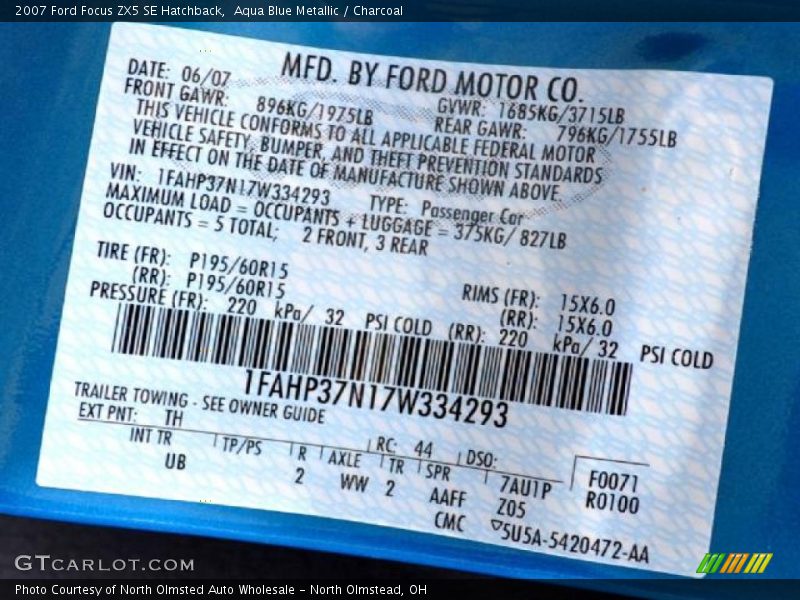 2007 Ford Focus ZX5 SE Hatchback,  Aqua Blue Metallic / Charcoal
MFD. BY FORD MOTOR CO.
DATE: 06/07
GVWR: 1685KG/3715LB
FRONT GAWR: 896KG/1975LB REAR GAWR: 796KG/1755LB
THIS VEHICLE CONFORMS TO ALL APPLICABLE FEDERAL MOTOR
VEHICLE SAFETY, BUMPER, AND THEFT PREVENTION STANDARDS
IN EFFECT ON THE DATE OF MANUFACTURE SHOWN ABOVE.
VIN: 1FAHP37N17W334293 TYPE: Passenger Car
MAXIMUM LOAD = OCCUPANTS + LUGGAGE = 375KG/ 827LB
OCCUPANTS = 5 TOTAL; 2 FRONT, 3 REAR
TIRE (FR): P195/60R15 RIMS (FR): 15X6.0
(RR): P195/60R15 (RR): 15X6.0
PRESSURE (FR): 220 kPa/ 32 PSI COLD (RR): 220 kPa/ 32 PSI COLD
1FAHP37N17W334293
TRAILER TOWING - SEE OWNER GUIDE
EXT PNT: TH RC: 44 DSO: F0071
INT TR TP/PS R AXLE TR SPR 7AU1P R0100
UB 2 WW 2 AAFF Z05
CMC ▽5U5A-5420472-AA
GTCARLOT.COM
Photo Courtesy of North Olmsted Auto Wholesale - North Olmstead, OH